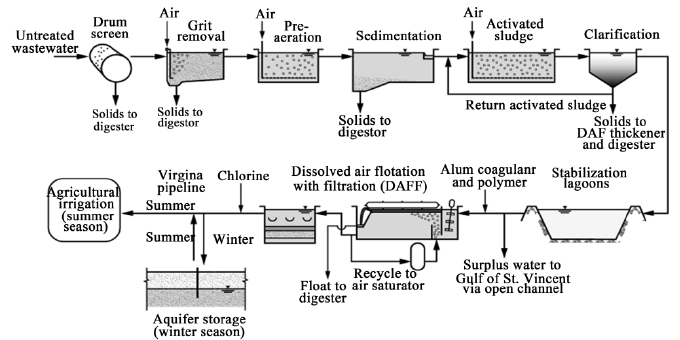 Untreated
wastewater
Drum
screen
Air
Grit
removal
Air
Pre-
aeration
Sedimentation
Air
Activated
sludge
Clarification
Solids to
digester
Solids to
digestor
Solids to
digestor
Return activated sludge
Solids to
DAF thickener
and digester
Agricultural
irrigation
(summer
season)
Virgina
pipeline
Summer
Summer
Winter
Chlorine
Dissolved air flotation
with filtration (DAFF)
Alum coagulanr
and polymer
Stabilization
lagoons
Float to
digester
Recycle to
air saturator
Surplus water to
Gulf of St. Vincent
via open channel
Aquifer storage
(winter season)